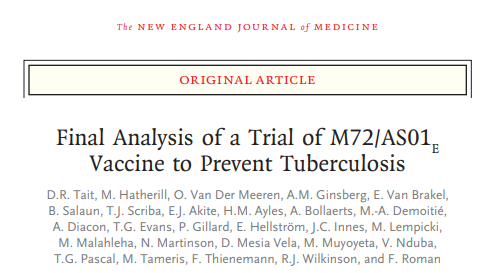 The NEW ENGLAND JOURNAL of MEDICINE
ORIGINAL ARTICLE
Final Analysis of a Trial of M72/AS01E
Vaccine to Prevent Tuberculosis
D.R. Tait, M. Hatherill, O. Van Der Meeren, A.M. Ginsberg, E. Van Brakel,
B. Salaun, T.J. Scriba, E.J. Akite, H.M. Ayles, A. Bollaerts, M.-A. Demoitié,
A. Diacon, T.G. Evans, P. Gillard, E. Hellström, J.C. Innes, M. Lempicki,
M. Malahleha, N. Martinson, D. Mesia Vela, M. Muyoyeta, V. Nduba,
T.G. Pascal, M. Tameris, F. Thienemann, R.J. Wilkinson, and F. Roman